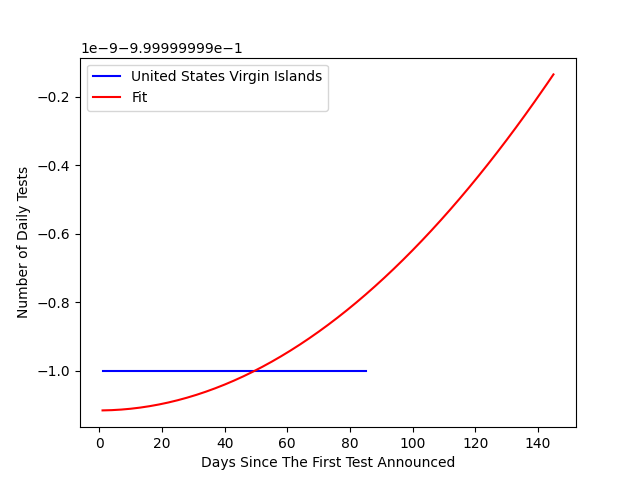 1e−9−9.99999999e−1
United States Virgin Islands
Fit
−0.2
−0.4
−0.6
−0.8
−1.0
Number of Daily Tests
0 20 40 60 80 100 120 140
Days Since The First Test Announced